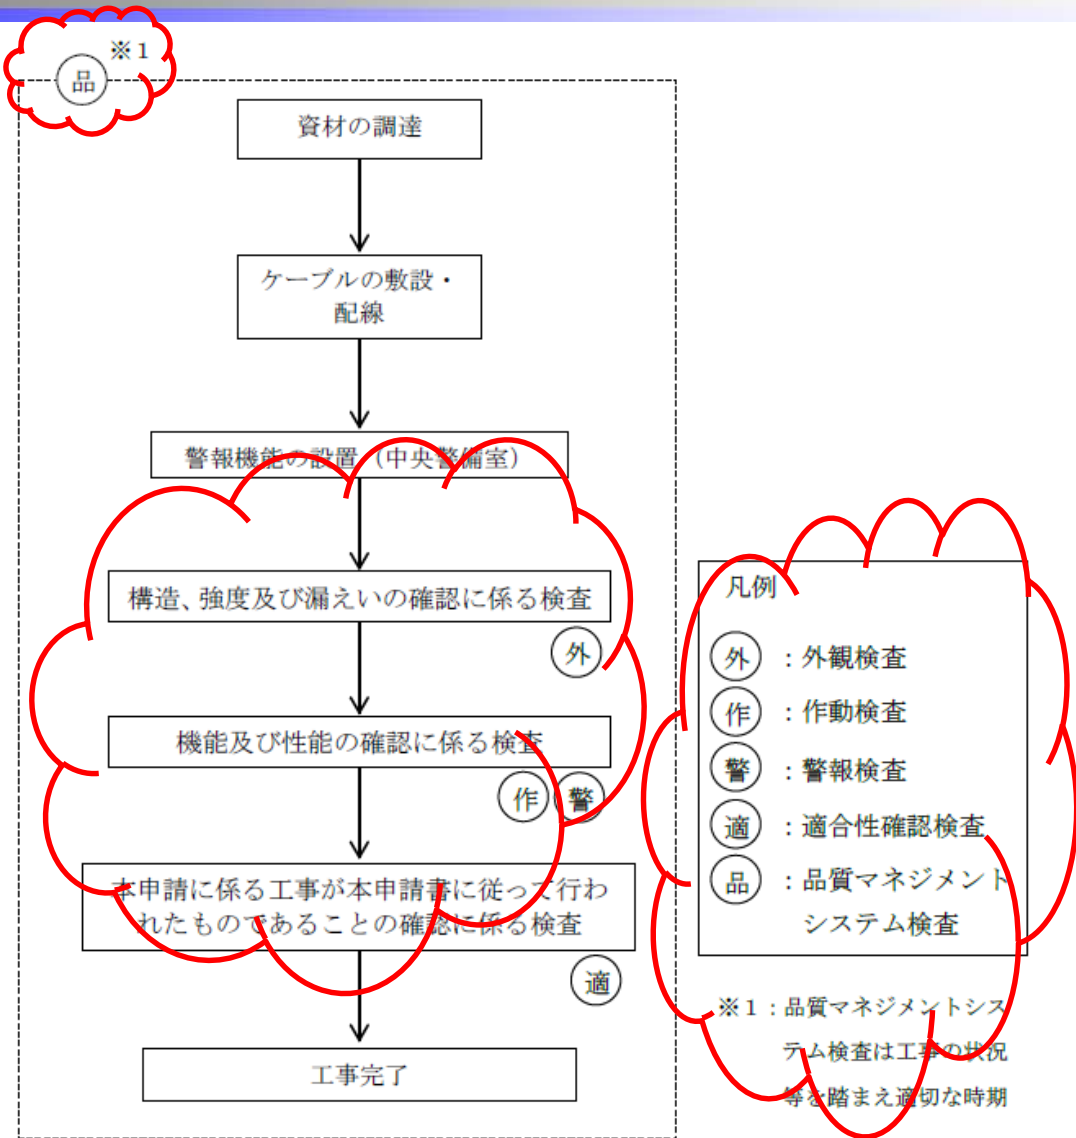 ※1
品
資材の調達
ケーブルの敷設・
配線
警報機能の設置（中央警備室）
構造、強度及び漏えいの確認に係る検査
外
機能及び性能の確認に係る検査
作 警
本申請に係る工事が本申請書に従って行わ
れたものであることの確認に係る検査
適
工事完了
凡例
外 ：外観検査
作 ：作動検査
警 ：警報検査
適 ：適合性確認検査
品 ：品質マネジメント
システム検査
※1：品質マネジメントシス
テム検査は工事の状況
等を踏まえ適切な時期